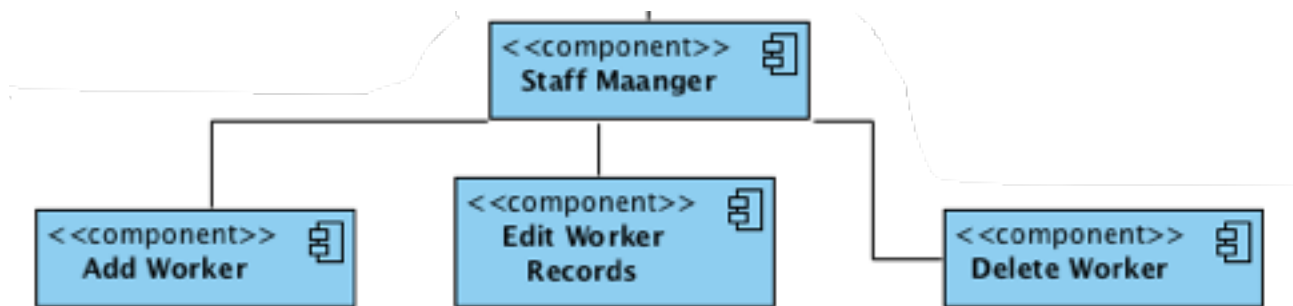 <<component>>
Staff Maanger
<<component>>
Add Worker
<<component>>
Edit Worker
Records
<<component>>
Delete Worker